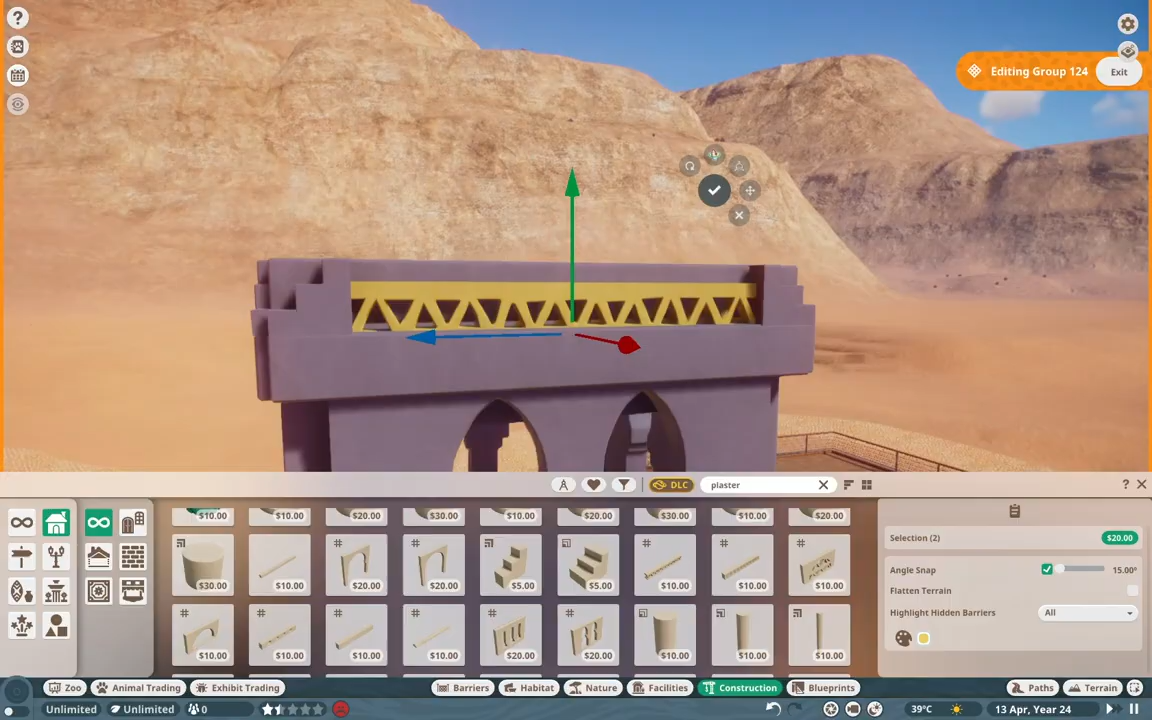 ?
Editing Group 124
Exit
DLC
plaster
?
$10.00
$10.00
$20.00
$30.00
$10.00
$20.00
$30.00
$10.00
$20.00
$30.00
$10.00
$20.00
$20.00
$5.00
$5.00
$10.00
$10.00
$10.00
$10.00
$10.00
$10.00
$10.00
$20.00
$20.00
$10.00
$10.00
$10.00
Selection (2)
$20.00
Angle Snap
15.00°
Flatten Terrain
Highlight Hidden Barriers
All
Zoo
Animal Trading
Exhibit Trading
Barriers
Habitat
Nature
Facilities
Construction
Blueprints
Paths
Terrain
Unlimited
Unlimited
0
39°C
13 Apr, Year 24